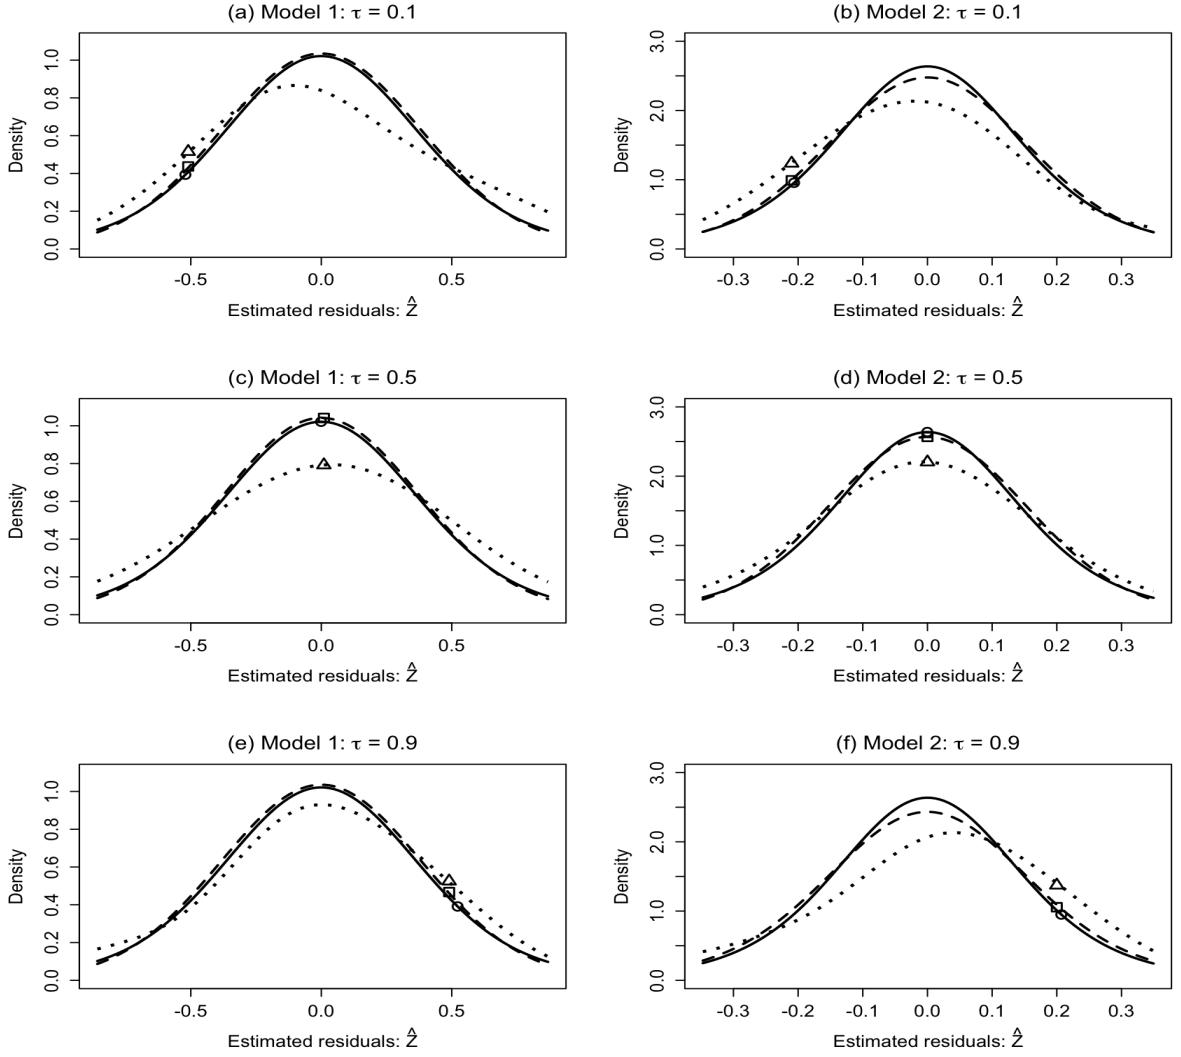 (a) Model 1: τ = 0.1
Density
0.0 0.2 0.4 0.6 0.8 1.0
-0.5 0.0 0.5
Estimated residuals: Ẑ
(b) Model 2: τ = 0.1
Density
0.0 1.0 2.0 3.0
-0.3 -0.2 -0.1 0.0 0.1 0.2 0.3
Estimated residuals: Ẑ
(c) Model 1: τ = 0.5
Density
0.0 0.2 0.4 0.6 0.8 1.0
-0.5 0.0 0.5
Estimated residuals: Ẑ
(d) Model 2: τ = 0.5
Density
0.0 1.0 2.0 3.0
-0.3 -0.2 -0.1 0.0 0.1 0.2 0.3
Estimated residuals: Ẑ
(e) Model 1: τ = 0.9
Density
0.0 0.2 0.4 0.6 0.8 1.0
-0.5 0.0 0.5
Estimated residuals: Ẑ
(f) Model 2: τ = 0.9
Density
0.0 1.0 2.0 3.0
-0.3 -0.2 -0.1 0.0 0.1 0.2 0.3
Estimated residuals: Ẑ